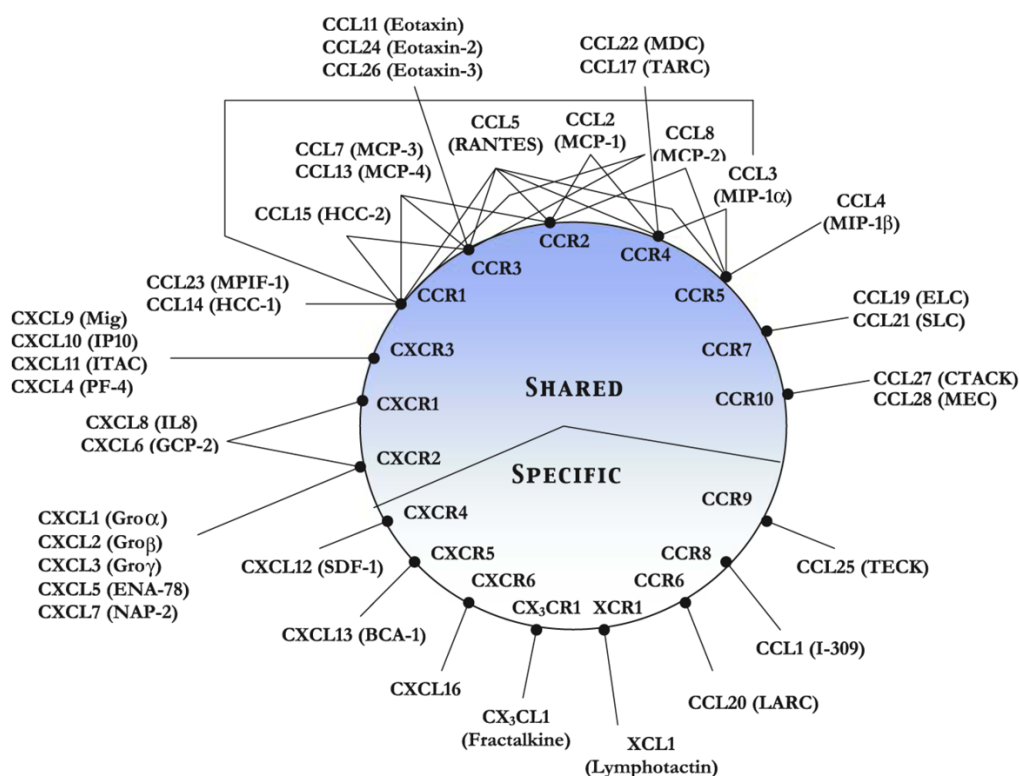 CCL11 (Eotaxin)
CCL24 (Eotaxin-2)
CCL26 (Eotaxin-3)
CCL22 (MDC)
CCL17 (TARC)
CCL5
(RANTES)
CCL2
(MCP-1)
CCL8
(MCP-2)
CCL7 (MCP-3)
CCL13 (MCP-4)
CCL3
(MIP-1α)
CCL15 (HCC-2)
CCL4
(MIP-1β)
CCL23 (MPIF-1)
CCL14 (HCC-1)
CXCL9 (Mig)
CXCL10 (IP10)
CXCL11 (ITAC)
CXCL4 (PF-4)
CXCL8 (IL8)
CXCL6 (GCP-2)
CXCL1 (Groα)
CXCL2 (Groβ)
CXCL3 (Groγ)
CXCL5 (ENA-78)
CXCL7 (NAP-2)
CXCL12 (SDF-1)
CXCL13 (BCA-1)
CXCL16
CX₃CL1
(Fractalkine)
XCL1
(Lymphotactin)
CCL20 (LARC)
CCL1 (I-309)
CCL25 (TECK)
CCL27 (CTACK)
CCL28 (MEC)
CCL19 (ELC)
CCL21 (SLC)
CCR2
CCR4
CCR3
CCR5
CCR1
CCR7
CXCR3
CCR10
CXCR1
SHARED
CXCR2
SPECIFIC
CXCR4
CCR9
CXCR5
CCR8
CXCR6
CCR6
CX₃CR1
XCR1